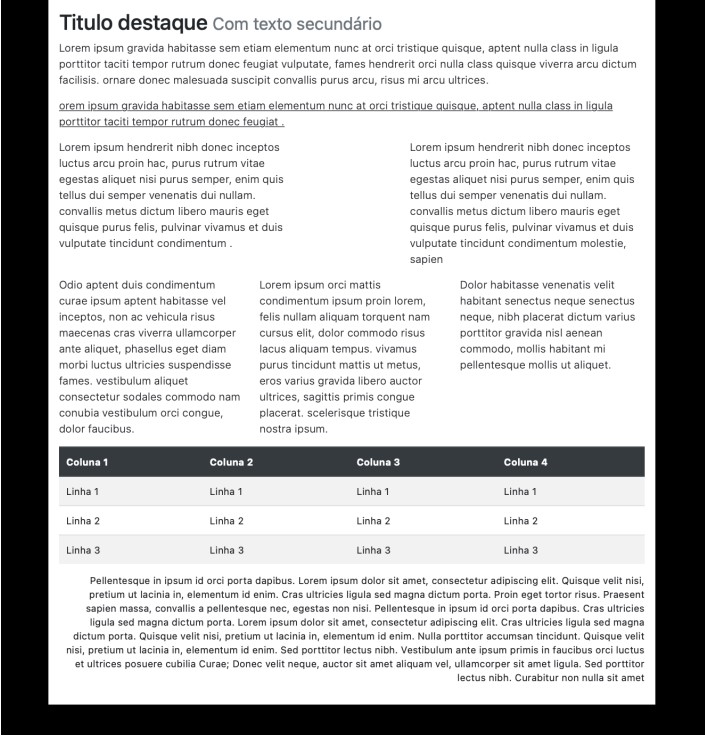 Titulo destaque Com texto secundário
Lorem ipsum gravida habitasse sem etiam elementum nunc at orci tristique quisque, aptent nulla class in ligula
porttitor taciti tempor rutrum donec feugiat vulputate, fames hendrerit orci nulla class quisque viverra arcu dictum
facilisis. ornare donec malesuada suscipit convallis purus arcu, risus mi arcu ultrices.
orem ipsum gravida habitasse sem etiam elementum nunc at orci tristique quisque, aptent nulla class in ligula
porttitor taciti tempor rutrum donec feugiat .
Lorem ipsum hendrerit nibh donec inceptos
luctus arcu proin hac, purus rutrum vitae
egestas aliquet nisi purus semper, enim quis
tellus dui semper venenatis dui nullam.
convallis metus dictum libero mauris eget
quisque purus felis, pulvinar vivamus et duis
vulputate tincidunt condimentum .
Lorem ipsum hendrerit nibh donec inceptos
luctus arcu proin hac, purus rutrum vitae
egestas aliquet nisi purus semper, enim quis
tellus dui semper venenatis dui nullam.
convallis metus dictum libero mauris eget
quisque purus felis, pulvinar vivamus et duis
vulputate tincidunt condimentum molestie,
sapien
Odio aptent duis condimentum
curae ipsum aptent habitasse vel
inceptos, non ac vehicula risus
maecenas cras viverra ullamcorper
ante aliquet, phasellus eget diam
morbi luctus ultricies suspendisse
fames. vestibulum aliquet
consectetur sodales commodo nam
conubia vestibulum orci congue,
dolor faucibus.
Lorem ipsum orci mattis
condimentum ipsum proin lorem,
felis nullam aliquam torquent nam
cursus elit, dolor commodo risus
lacus aliquam tempus. vivamus
purus tincidunt mattis ut metus,
eros varius gravida libero auctor
ultrices, sagittis primis congue
placerat. scelerisque tristique
nostra ipsum.
Dolor habitasse venenatis velit
habitant senectus neque senectus
neque, nibh placerat dictum varius
porttitor gravida nisl aenean
commodo, mollis habitant mi
pellentesque mollis ut aliquet.
Coluna 1 Coluna 2 Coluna 3 Coluna 4
Linha 1 Linha 1 Linha 1 Linha 1
Linha 2 Linha 2 Linha 2 Linha 2
Linha 3 Linha 3 Linha 3 Linha 3
Pellentesque in ipsum id orci porta dapibus. Lorem ipsum dolor sit amet, consectetur adipiscing elit. Quisque velit nisi,
pretium ut lacinia in, elementum id enim. Cras ultricies ligula sed magna dictum porta. Proin eget tortor risus. Praesent
sapien massa, convallis a pellentesque nec, egestas non nisi. Pellentesque in ipsum id orci porta dapibus. Cras ultricies
ligula sed magna dictum porta. Lorem ipsum dolor sit amet, consectetur adipiscing elit. Cras ultricies ligula sed magna
dictum porta. Quisque velit nisi, pretium ut lacinia in, elementum id enim. Nulla porttitor accumsan tincidunt. Quisque velit
nisi, pretium ut lacinia in, elementum id enim. Sed porttitor lectus nibh. Vestibulum ante ipsum primis in faucibus orci luctus
et ultrices posuere cubilia Curae; Donec velit neque, auctor sit amet aliquam vel, ullamcorper sit amet ligula. Sed porttitor
lectus nibh. Curabitur non nulla sit amet